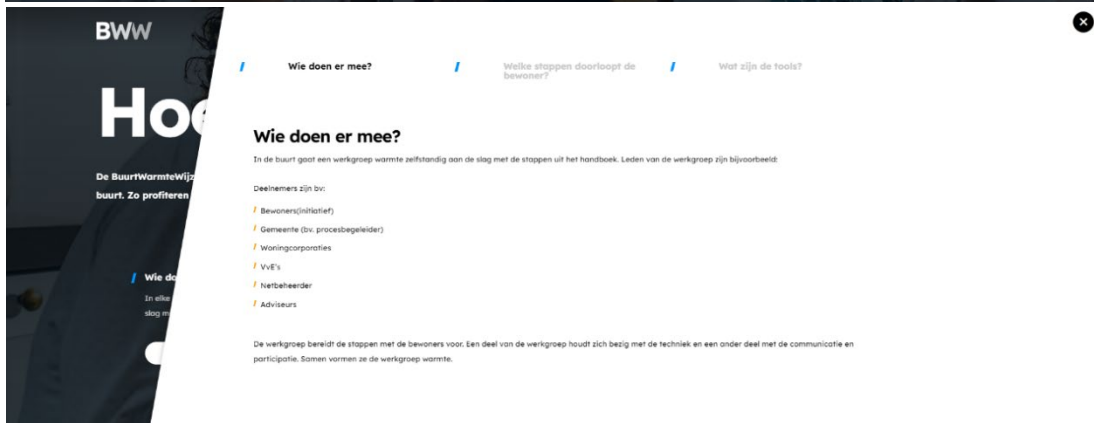 BWW
Hoe
De BuurtWarmteWijz
buurt. Zo profiteren
Wie do
In elke
slag m
Wie doen er mee?
Welke stappen doorloopt de
bewoner?
Wat zijn de tools?
Wie doen er mee?
In de buurt gaat een werkgroep warmte zelfstandig aan de slag met de stappen uit het handboek. Leden van de werkgroep zijn bijvoorbeeld:
Deelnemers zijn bv:
Bewoners(initiatief)
Gemeente (bv. procesbegeleider)
Woningcorporaties
VvE's
Netbeheerder
Adviseurs
De werkgroep bereidt de stappen met de bewoners voor. Een deel van de werkgroep houdt zich bezig met de techniek en een ander deel met de communicatie en
participatie. Samen vormen ze de werkgroep warmte.